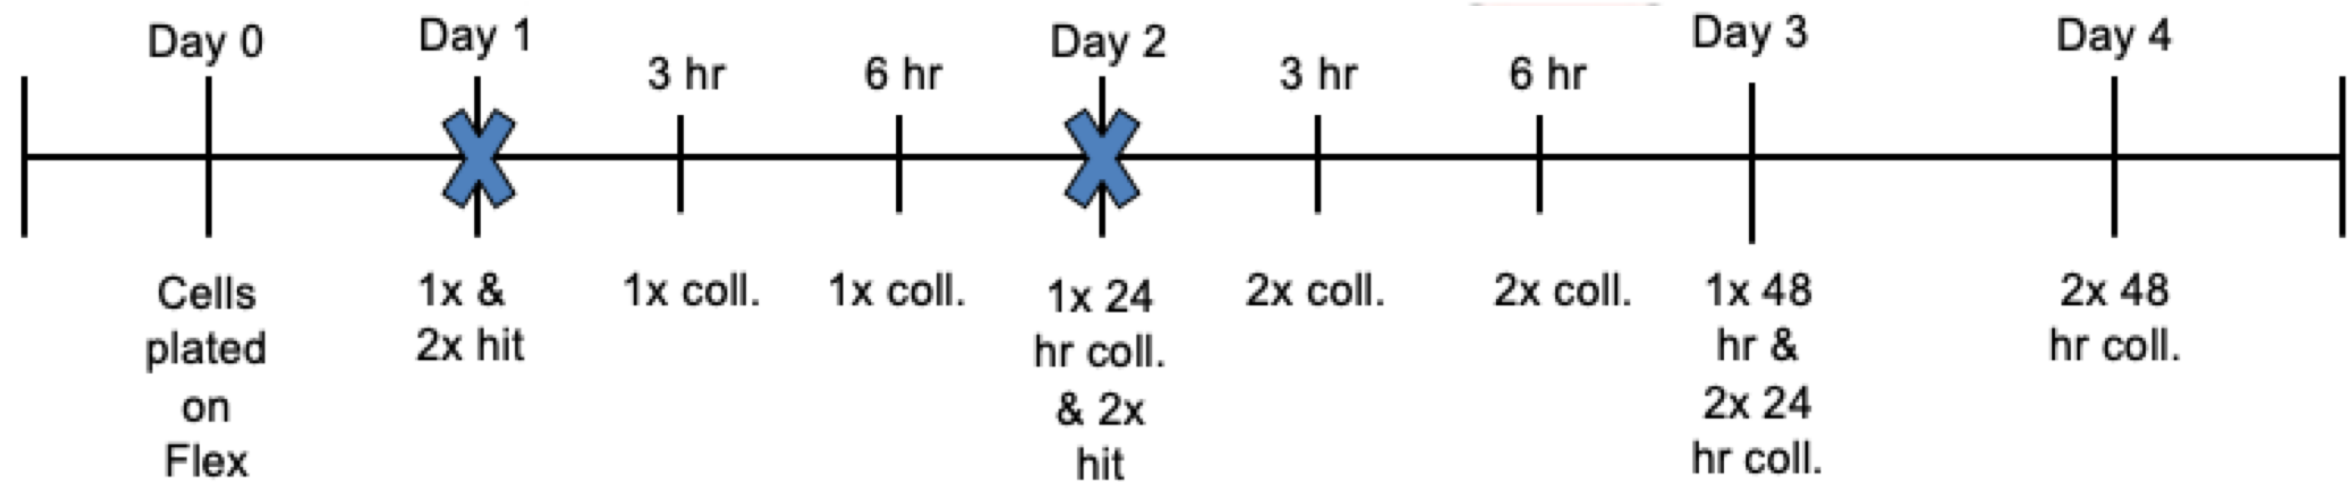 Day 0
Day 1
3 hr
6 hr
Day 2
3 hr
6 hr
Day 3
Day 4
Cells
plated
on
Flex
1x &
2x hit
1x coll.
1x coll.
1x 24
hr coll.
& 2x
hit
2x coll.
2x coll.
1x 48
hr &
2x 24
hr coll.
2x 48
hr coll.